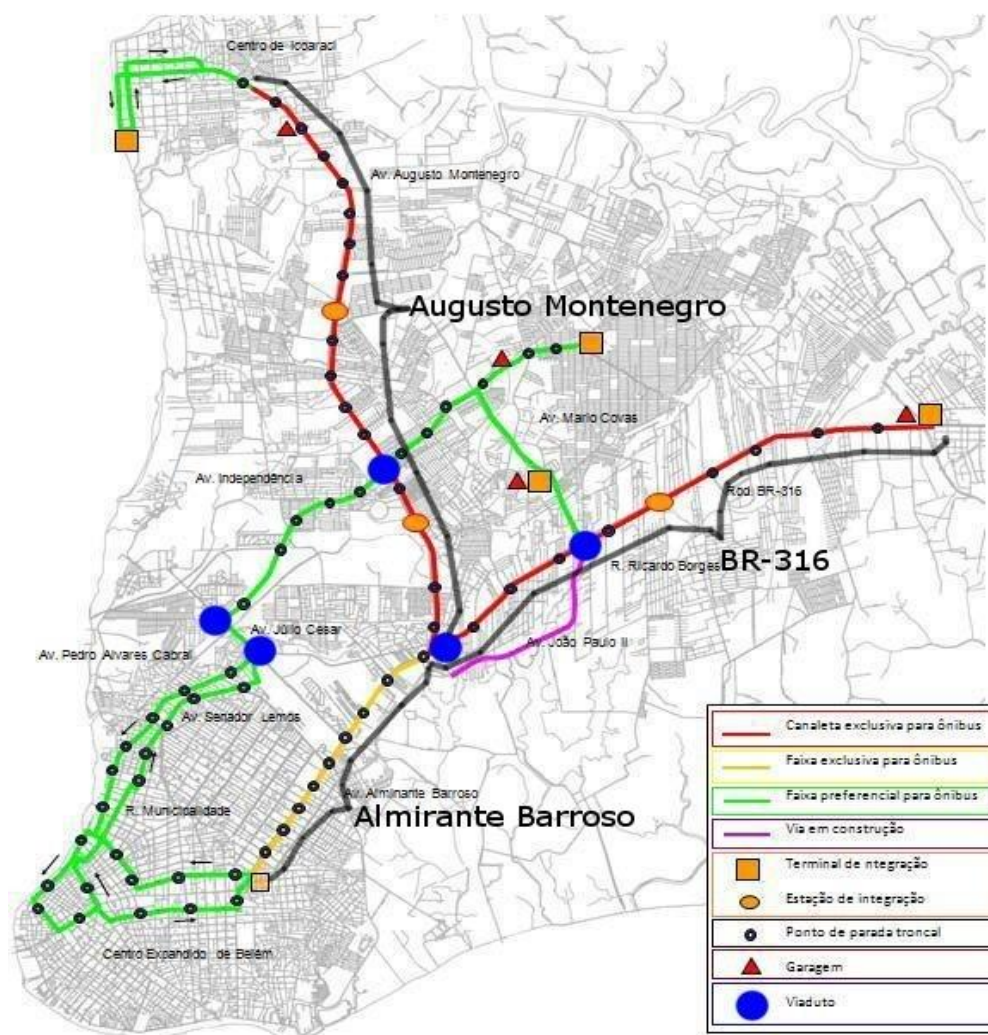 Centro de Icoaraci
Av. Augusto Montenegro
Augusto Montenegro
Av. Mario Covas
Av. Independência
Rod. BR-316
R. Ricardo Borges
BR-316
Av. Júlio César
Av. João Paulo II
Av. Pedro Alvares Cabral
Av. Senador Lemos
Av. Alminante Barroso
R. Municipalidade
Almirante Barroso
Centro Expandido de Belém
Canaleta exclusiva para ônibus
Faixa exclusiva para ônibus
Faixa preferencial para ônibus
Via em construção
Terminal de ntegração
Estação de integração
Ponto de parada troncal
Garagem
Viaduto